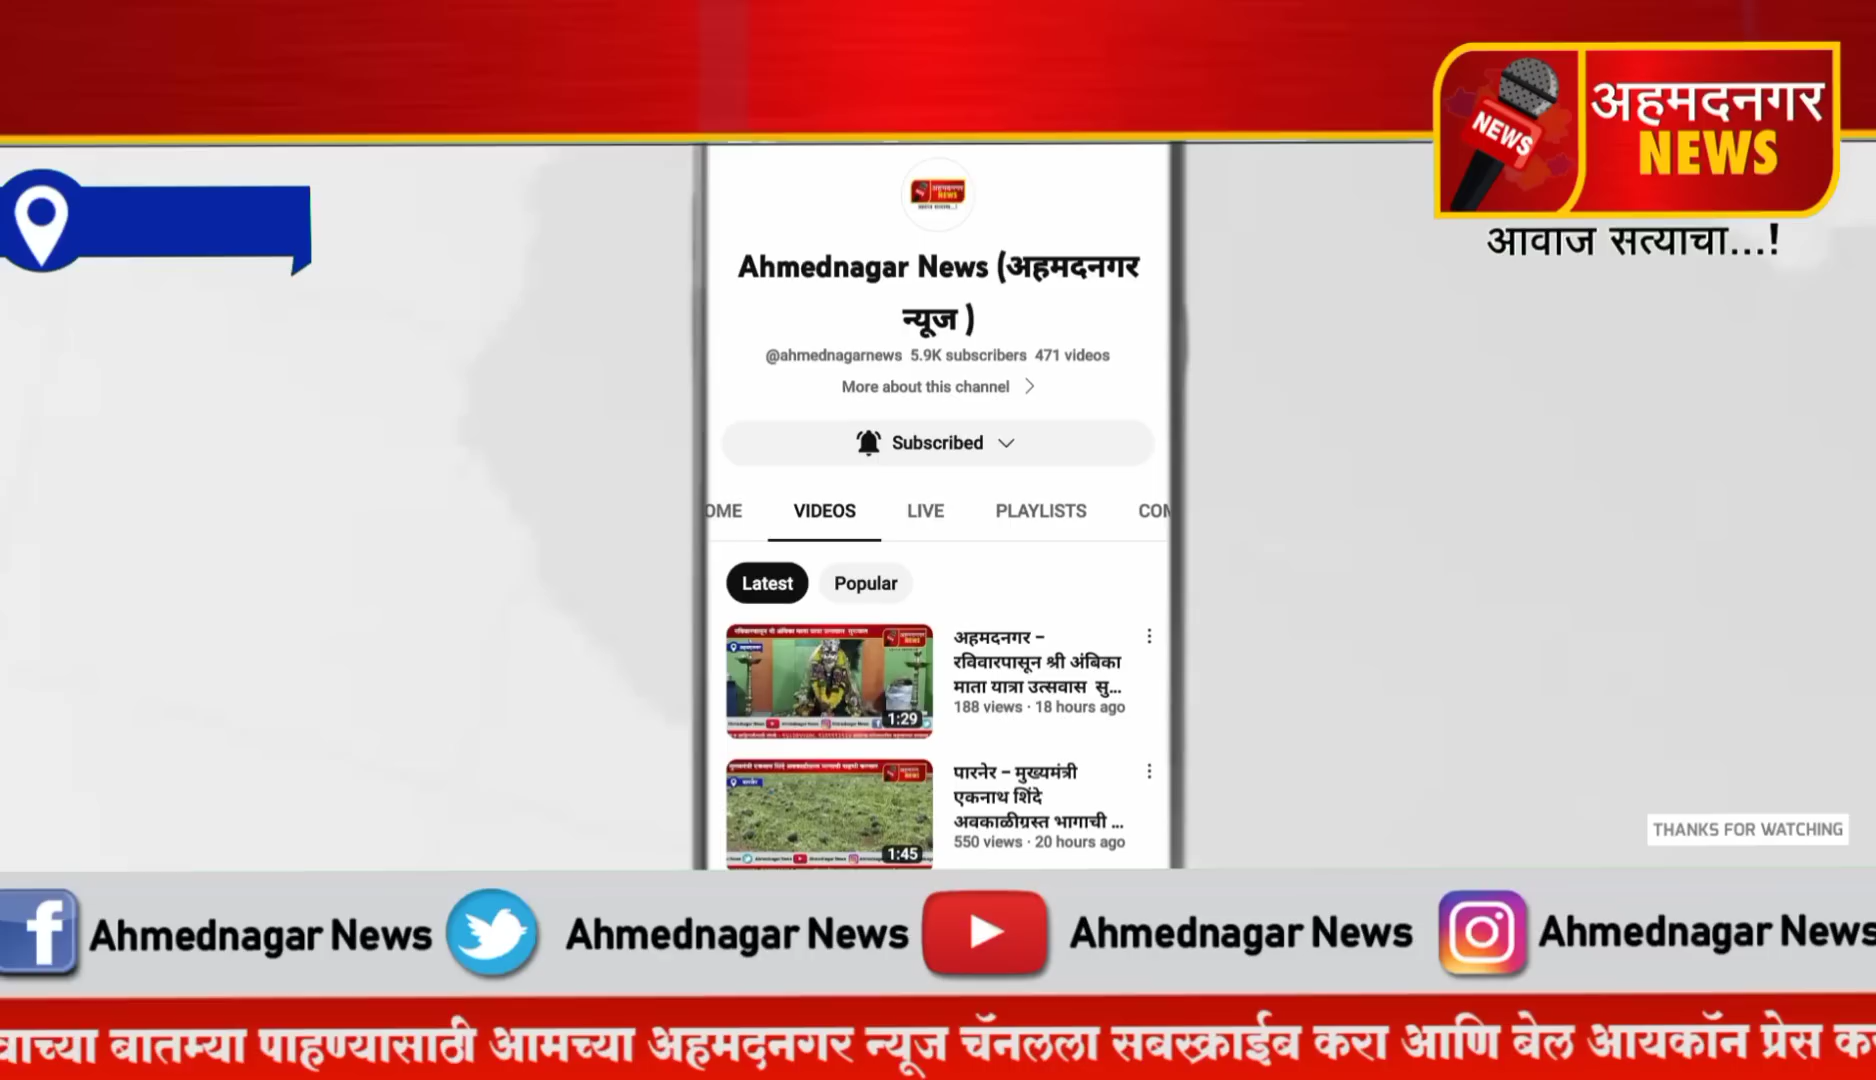 NEWS
अहमदनगर
NEWS
आवाज सत्याचा...!
Ahmednagar News (अहमदनगर
न्यूज )
@ahmednagarnews 5.9K subscribers 471 videos
More about this channel
Subscribed
OME VIDEOS LIVE PLAYLISTS COM
Latest Popular
अहमदनगर –
रविवारपासून श्री अंबिका
माता यात्रा उत्सवास सु...
188 views · 18 hours ago
1:29
पारनेर – मुख्यमंत्री
एकनाथ शिंदे
अवकाळीग्रस्त भागाची ...
550 views · 20 hours ago
1:45
THANKS FOR WATCHING
Ahmednagar News Ahmednagar News Ahmednagar News Ahmednagar News
वाच्या बातम्या पाहण्यासाठी आमच्या अहमदनगर न्यूज चॅनलला सबस्क्राईब करा आणि बेल आयकॉन प्रेस क